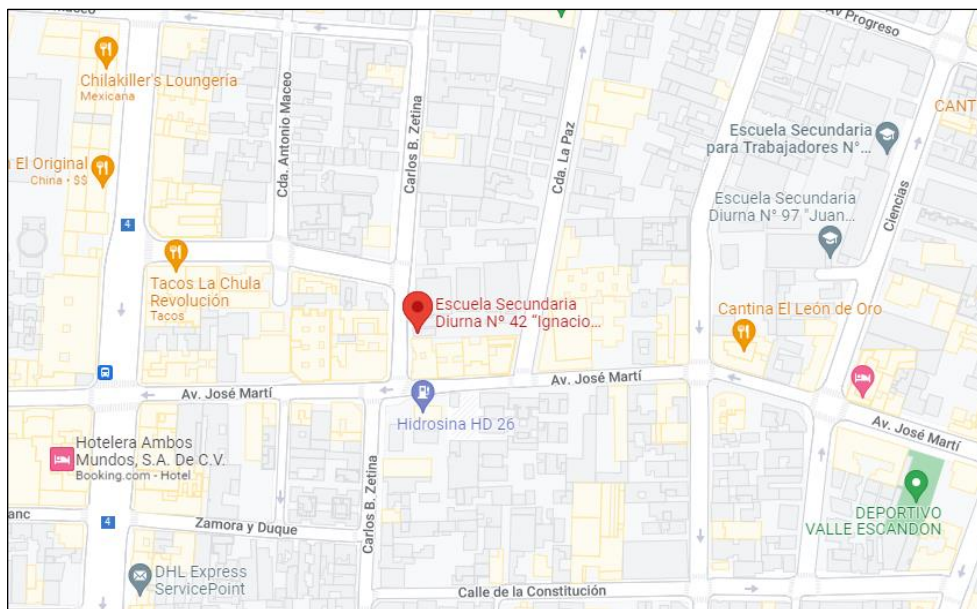 aceo
Av Progreso
Chilakiller's Loungeria
Mexicana
Cda. Antonio Maceo
Carlos B. Zetina
Cda. La Paz
CANT
Escuela Secundaria
para Trabajadores N°...
n El Original
China • $$
4
Escuela Secundaria
Diurna N° 97 "Juan...
Ciencias
Tacos La Chula
Revolución
Tacos
Escuela Secundaria
Diurna Nº 42 "Ignacio...
Cantina El León de Oro
Av. José Martí
Av. José Martí
Hidrosina HD 26
Av. José Martí
Hotelera Ambos
Mundos, S.A. De C.V.
Booking.com - Hotel
Carlos B. Zetina
anc
4
Zamora y Duque
DEPORTIVO
VALLE ESCANDON
DHL Express
ServicePoint
Calle de la Constitución